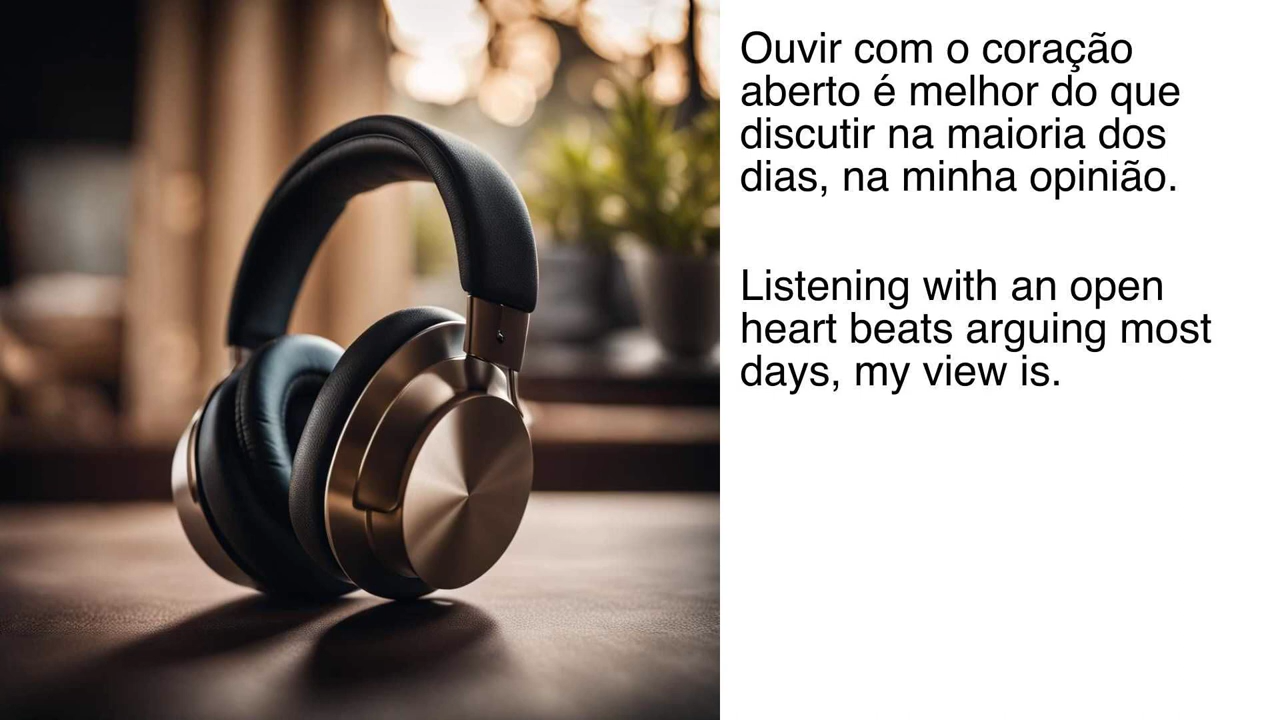 Ouvir com o coração
aberto é melhor do que
discutir na maioria dos
dias, na minha opinião.
Listening with an open
heart beats arguing most
days, my view is.